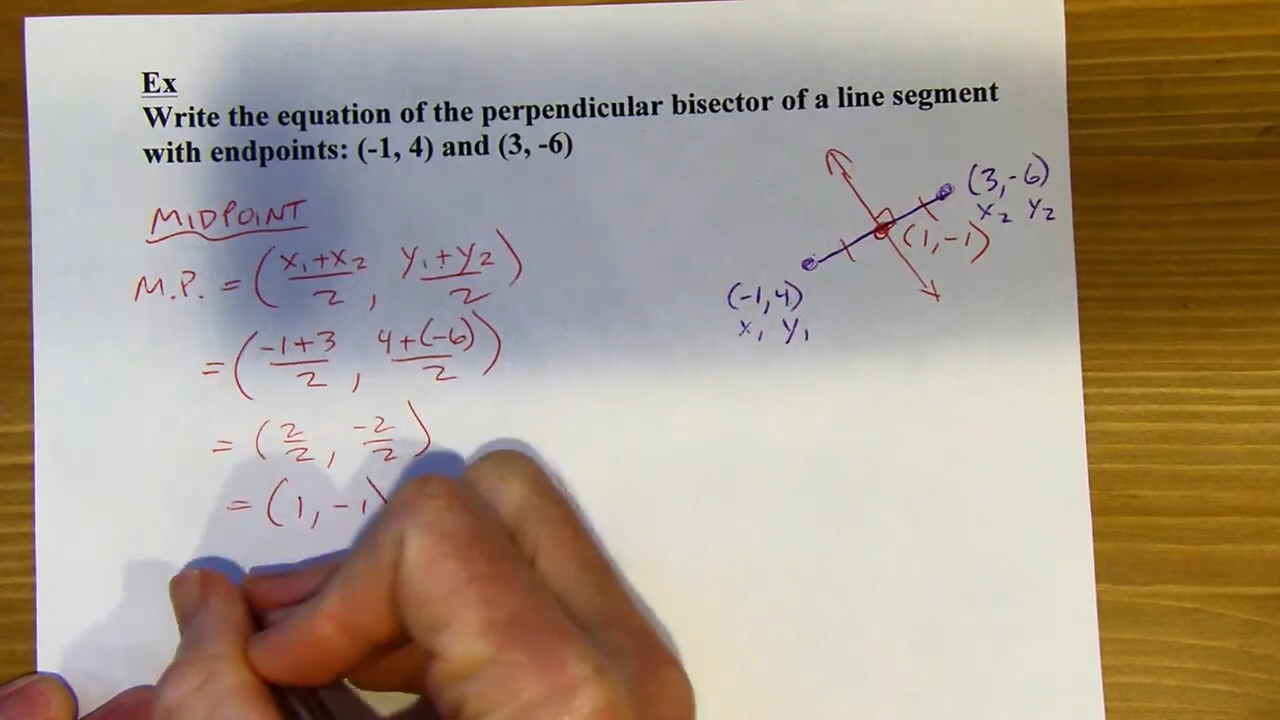 Ex
Write the equation of the perpendicular bisector of a line segment
with endpoints: (-1, 4) and (3, -6)
MIDPOINT
M.P. = (x₁+x₂/2, y₁+y₂/2)
= (-1+3/2, 4+(-6)/2)
= (2/2, -2/2)
= (1, -1)
(3,-6)
x₂ y₂
(1,-1)
(-1,4)
x₁ y₁